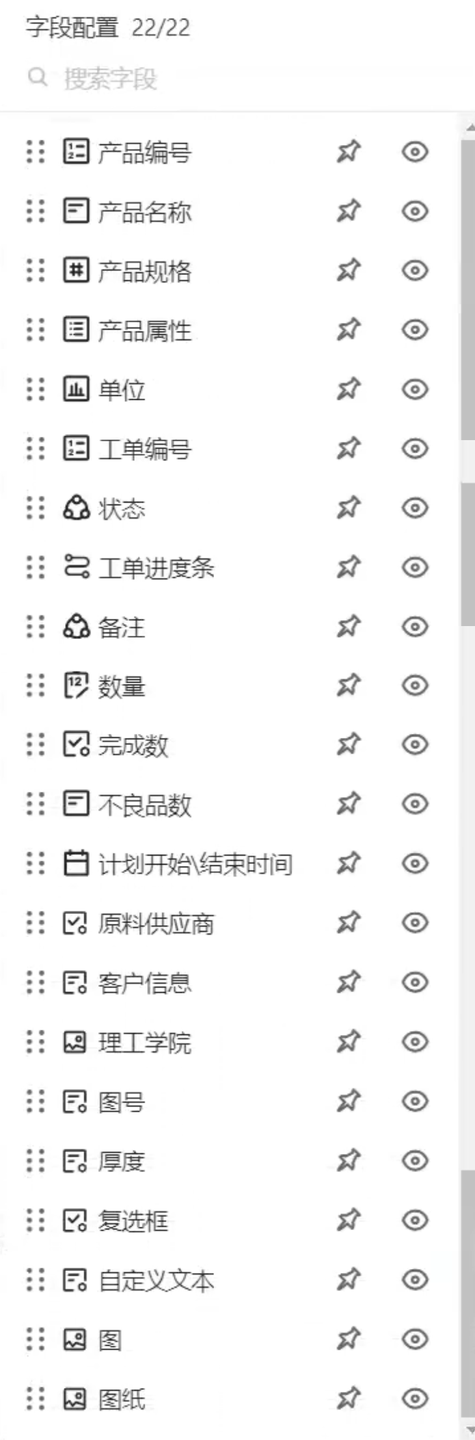 字段配置 22/22
搜索字段
产品编号
产品名称
产品规格
产品属性
单位
工单编号
状态
工单进度条
备注
数量
完成数
不良品数
计划开始\结束时间
原料供应商
客户信息
理工学院
图号
厚度
复选框
自定义文本
图
图纸